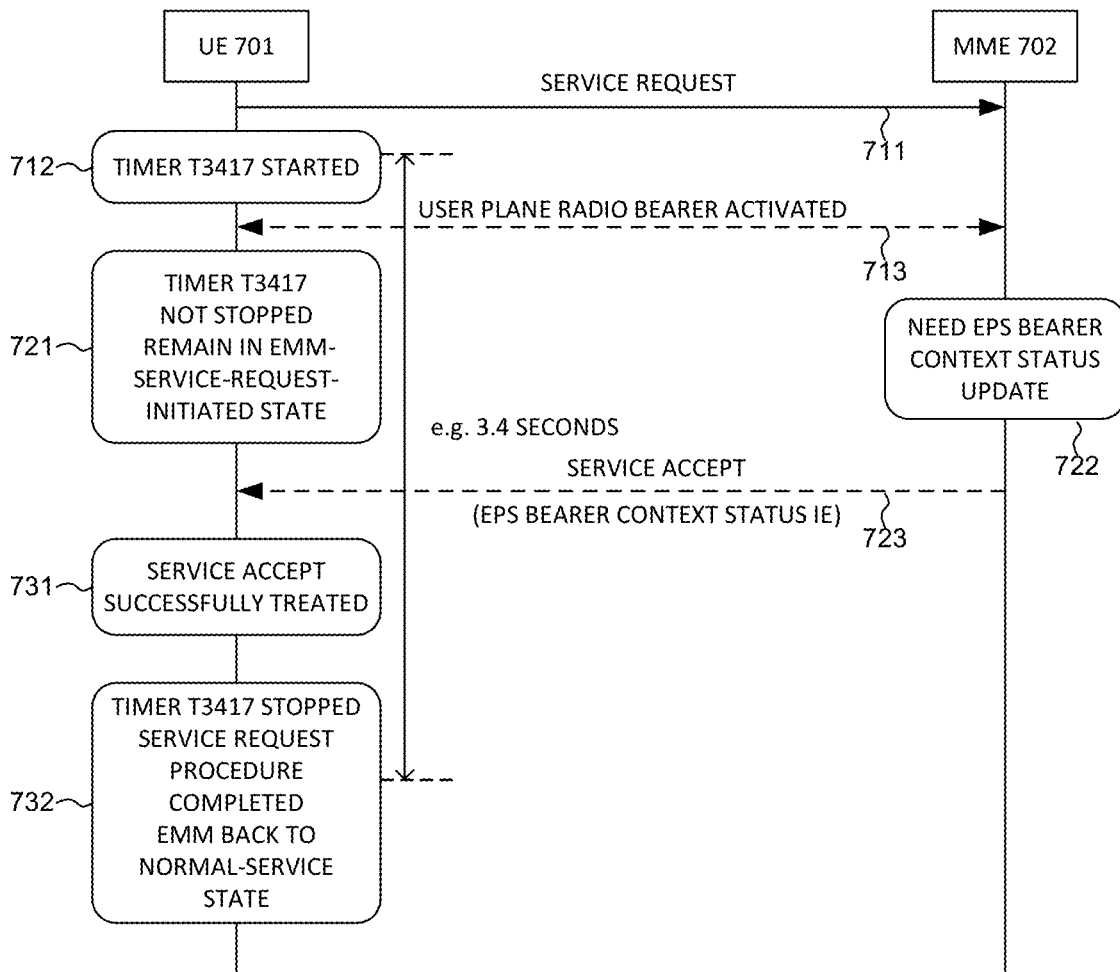 UE 701
MME 702
SERVICE REQUEST
711
712
TIMER T3417 STARTED
USER PLANE RADIO BEARER ACTIVATED
713
721
TIMER T3417
NOT STOPPED
REMAIN IN EMM-
SERVICE-REQUEST-
INITIATED STATE
NEED EPS BEARER
CONTEXT STATUS
UPDATE
722
e.g. 3.4 SECONDS
SERVICE ACCEPT
(EPS BEARER CONTEXT STATUS IE)
723
731
SERVICE ACCEPT
SUCCESSFULLY TREATED
732
TIMER T3417 STOPPED
SERVICE REQUEST
PROCEDURE
COMPLETED
EMM BACK TO
NORMAL-SERVICE
STATE